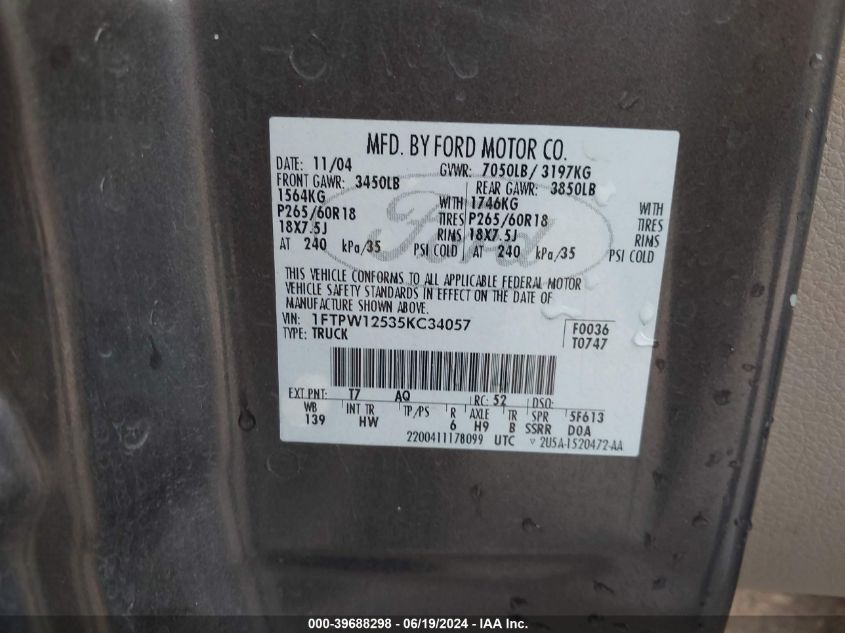 MFD. BY FORD MOTOR CO.
DATE: 11/04 GVWR: 7050LB / 3197KG
FRONT GAWR: 3450LB REAR GAWR: 3850LB
1564KG WITH 1746KG WITH
P265/60R18 TIRES P265/60R18 TIRES
18X7.5J RIMS 18X7.5J RIMS
AT 240 kPa/35 PSI COLD AT 240 kPa/35 PSI COLD
Ford
THIS VEHICLE CONFORMS TO ALL APPLICABLE FEDERAL MOTOR
VEHICLE SAFETY STANDARDS IN EFFECT ON THE DATE OF
MANUFACTURE SHOWN ABOVE.
VIN: 1FTPW12535KC34057 F0036
TYPE: TRUCK T0747
EXT PNT: T7 AQ RC: 52 DSO:
WB INT TR TP/PS R AXLE TR SPR 5F613
139 HW 6 H9 B SSRR D0A
2200411178099 UTC ▽ 2U5A-1520472-AA
000-39688298 - 06/19/2024 - IAA Inc.